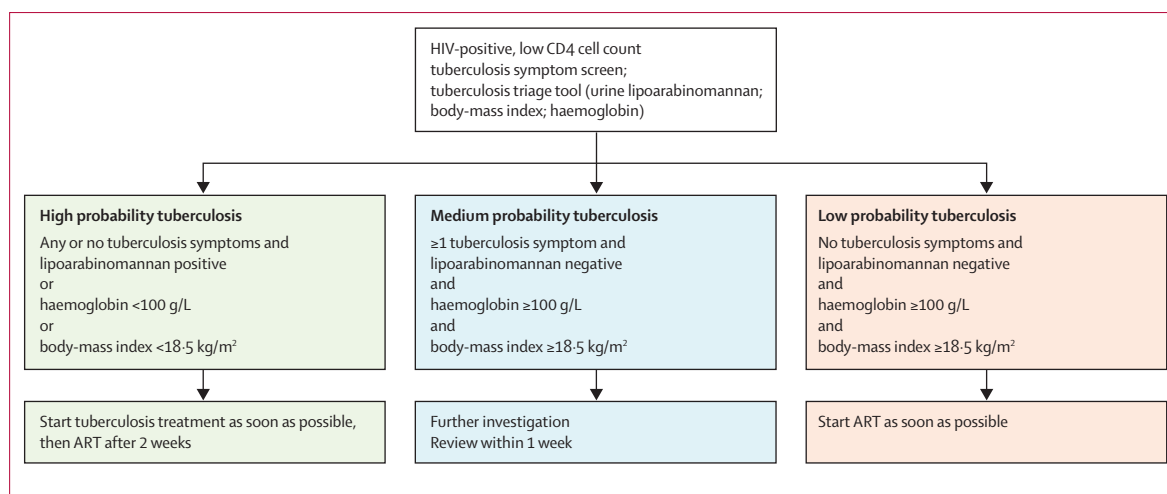 HIV-positive, low CD4 cell count
tuberculosis symptom screen;
tuberculosis triage tool (urine lipoarabinomannan;
body-mass index; haemoglobin)
High probability tuberculosis
Any or no tuberculosis symptoms and
lipoarabinomannan positive
or
haemoglobin <100 g/L
or
body-mass index <18·5 kg/m²
Medium probability tuberculosis
≥1 tuberculosis symptom and
lipoarabinomannan negative
and
haemoglobin ≥100 g/L
and
body-mass index ≥18·5 kg/m²
Low probability tuberculosis
No tuberculosis symptoms and
lipoarabinomannan negative
and
haemoglobin ≥100 g/L
and
body-mass index ≥18·5 kg/m²
Start tuberculosis treatment as soon as possible,
then ART after 2 weeks
Further investigation
Review within 1 week
Start ART as soon as possible